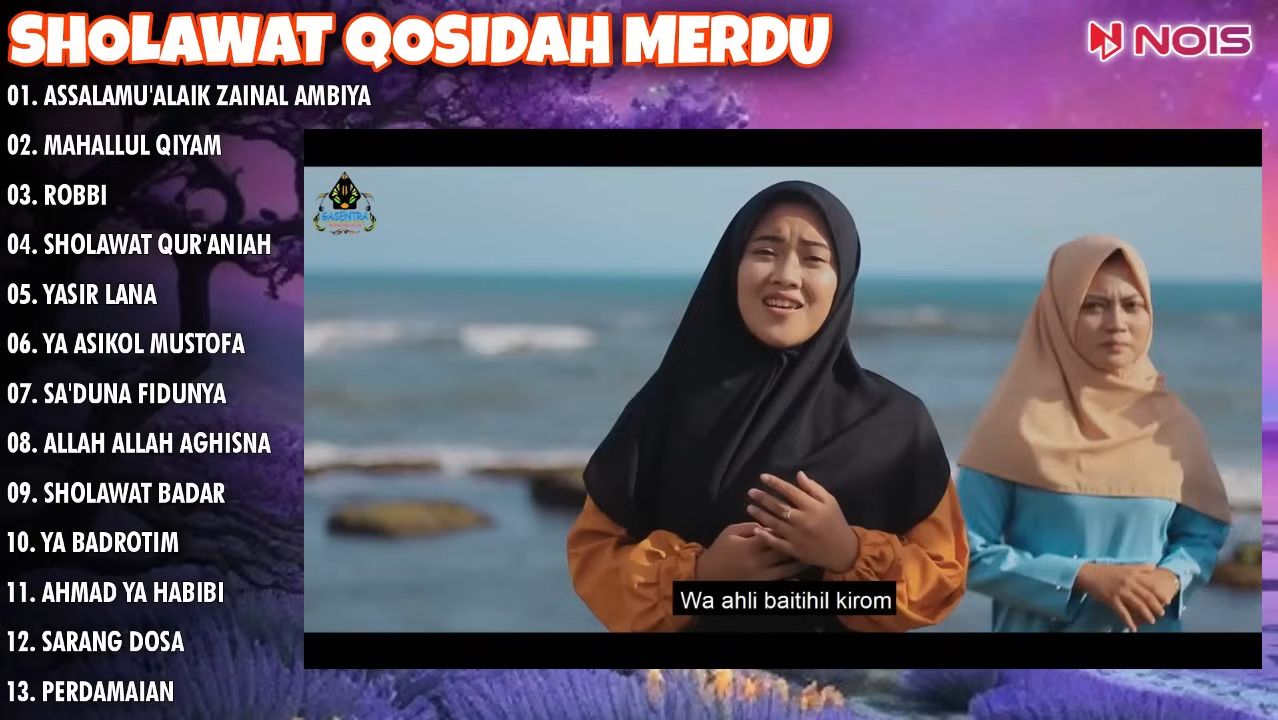 SHOLAWAT QOSIDAH MERDU
NOIS
01. ASSALAMU'ALAIK ZAINAL AMBIYA
02. MAHALLUL QIYAM
03. ROBBI
04. SHOLAWAT QUR'ANIAH
05. YASIR LANA
06. YA ASIKOL MUSTOFA
07. SA'DUNA FIDUNYA
08. ALLAH ALLAH AGHISNA
09. SHOLAWAT BADAR
10. YA BADROTIM
11. AHMAD YA HABIBI
12. SARANG DOSA
13. PERDAMAIAN
GASENTRA
Wa ahli baitihil kirom